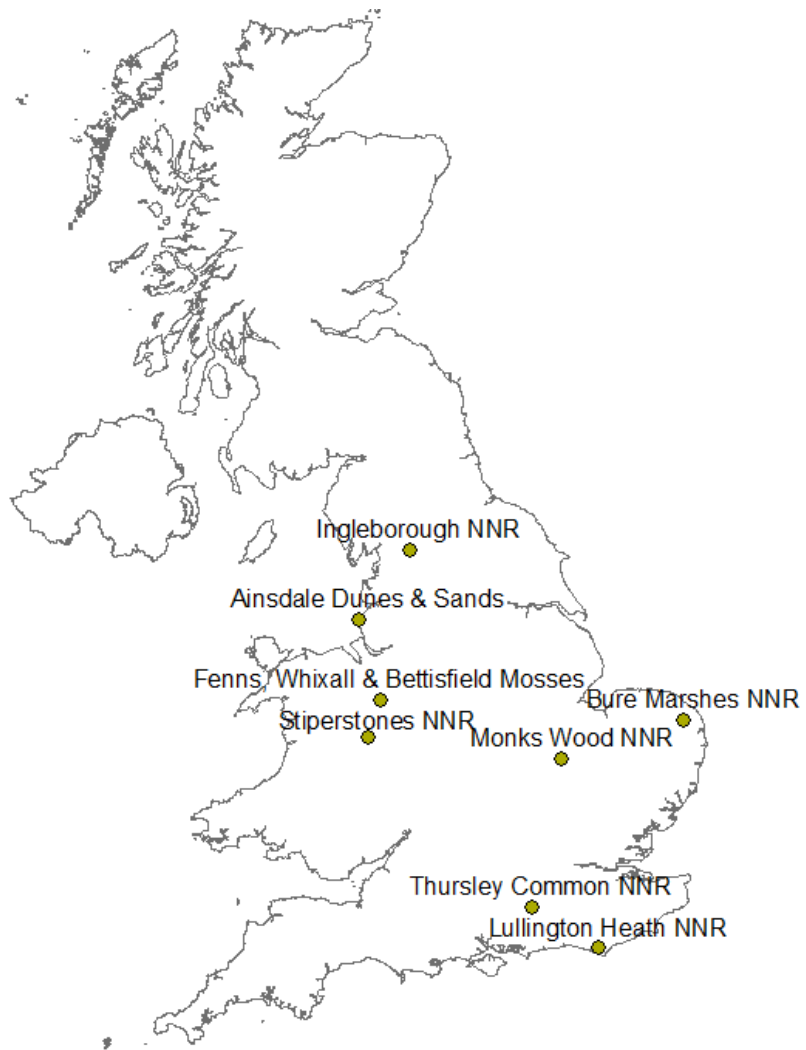 Ingleborough NNR
Ainsdale Dunes & Sands
Fenns, Whixall & Bettisfield Mosses
Bure Marshes NNR
Stiperstones NNR
Monks Wood NNR
Thursley Common NNR
Lullington Heath NNR